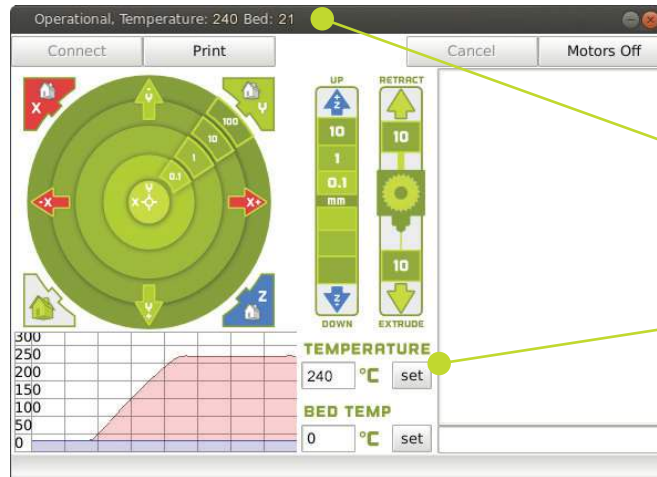 Operational, Temperature: 240 Bed: 21
Connect
Print
Cancel
Motors Off
X
-Y
Y
100
10
1
0.1
-X
Y
X
X+
Y+
Z
UP
+Z
10
1
0.1
mm
Z-
DOWN
RETRACT
10
10
EXTRUDE
300
250
200
150
100
50
0
TEMPERATURE
240 °C set
BED TEMP
0 °C set